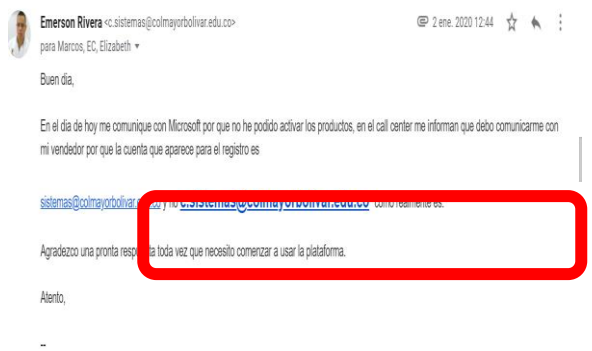 Emerson Rivera <c.sistemas@colmayorbolivar.edu.co> 2 ene. 2020 12:44
para Marcos, EC, Elizabeth
Buen dia,
En el dia de hoy me comunique con Microsoft por que no he podido activar los productos, en el call center me informan que debo comunicarme con
mi vendedor por que la cuenta que aparece para el registro es
sistemas@colmayorbolivar. y no c.sistemas@colmayorbolivar.edu.co como realmente es.
Agradezco una pronta toda vez que necesito comenzar a usar la plataforma.
Atento,
--